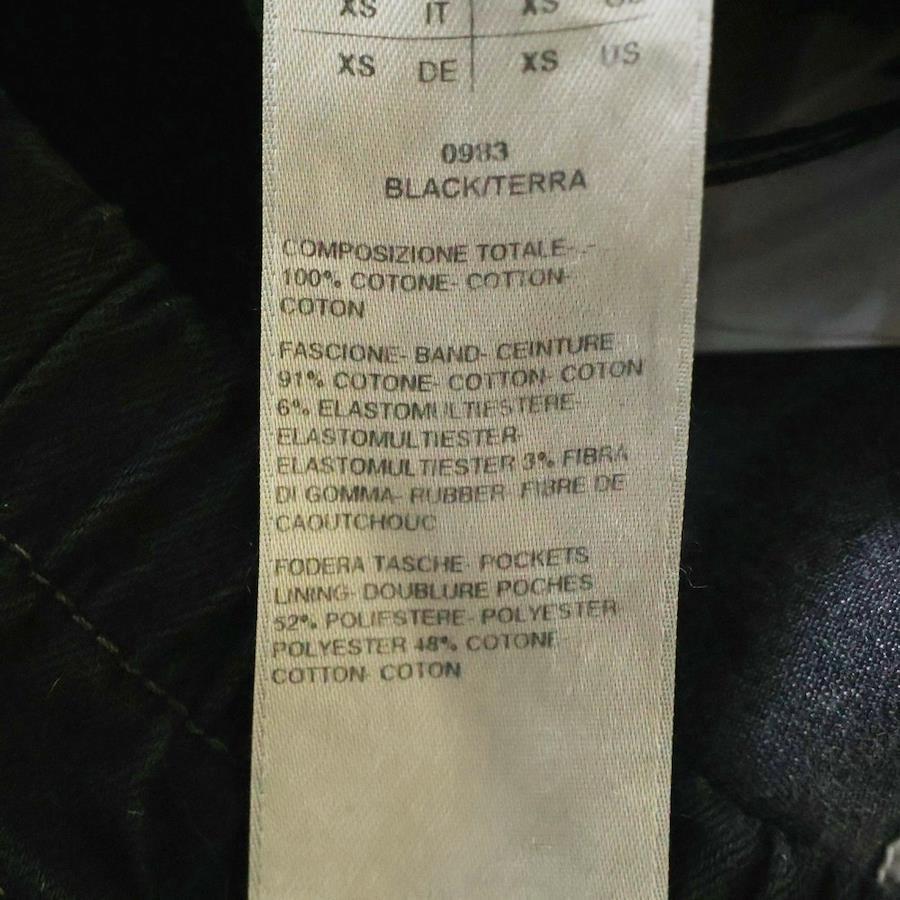 XS IT XS
XS DE XS US
0983
BLACK/TERRA
COMPOSIZIONE TOTALE- -
100% COTONE- COTTON-
COTON
FASCIONE- BAND- CEINTURE
91% COTONE- COTTON- COTON
6% ELASTOMULTIESTERE-
ELASTOMULTIESTER-
ELASTOMULTIESTER 3% FIBRA
DI GOMMA- RUBBER- FIBRE DE
CAOUTCHOUC
FODERA TASCHE- POCKETS
LINING- DOUBLURE POCHES
52% POLIESTERE- POLYESTER-
POLYESTER 48% COTONE-
COTTON- COTON